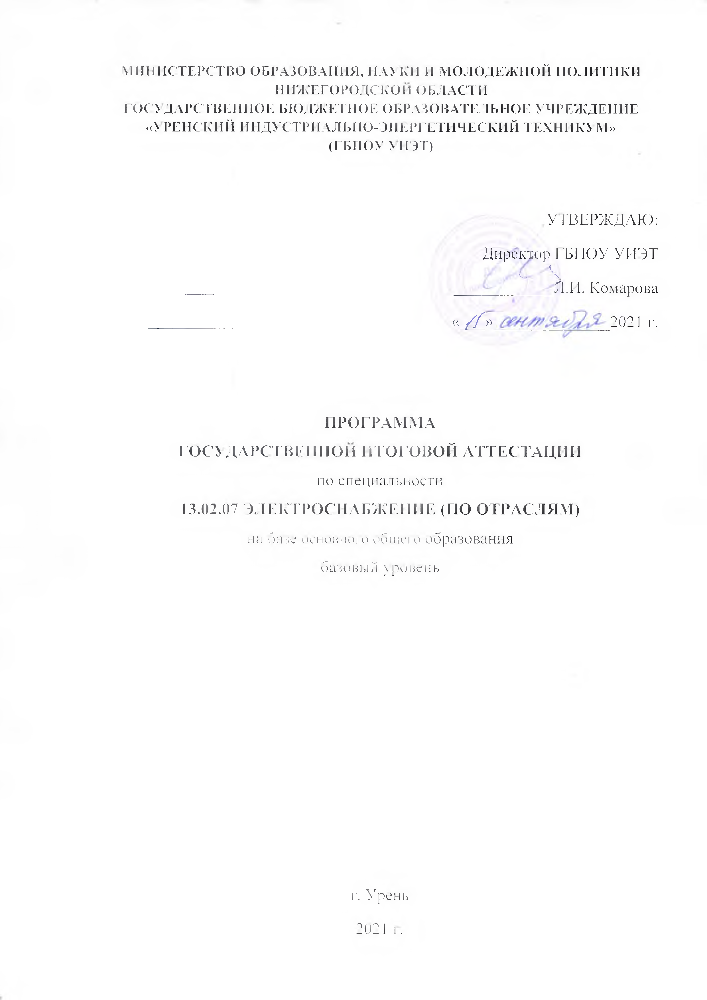 МИНИСТЕРСТВО ОБРАЗОВАНИЯ, НАУКИ И МОЛОДЕЖНОЙ ПОЛИТИКИ
НИЖЕГОРОДСКОЙ ОБЛАСТИ
ГОСУДАРСТВЕННОЕ БЮДЖЕТНОЕ ОБРАЗОВАТЕЛЬНОЕ УЧРЕЖДЕНИЕ
«УРЕНСКИЙ ИНДУСТРИАЛЬНО-ЭНЕРГЕТИЧЕСКИЙ ТЕХНИКУМ»
(ГБПОУ УИЭТ)
УТВЕРЖДАЮ:
Директор ГБПОУ УИЭТ
Л.И. Комарова
«15» сентября 2021 г.
ПРОГРАММА
ГОСУДАРСТВЕННОЙ ИТОГОВОЙ АТТЕСТАЦИИ
по специальности
13.02.07 ЭЛЕКТРОСНАБЖЕНИЕ (ПО ОТРАСЛЯМ)
на базе основного общего образования
базовый уровень
г. Урень
2021 г.